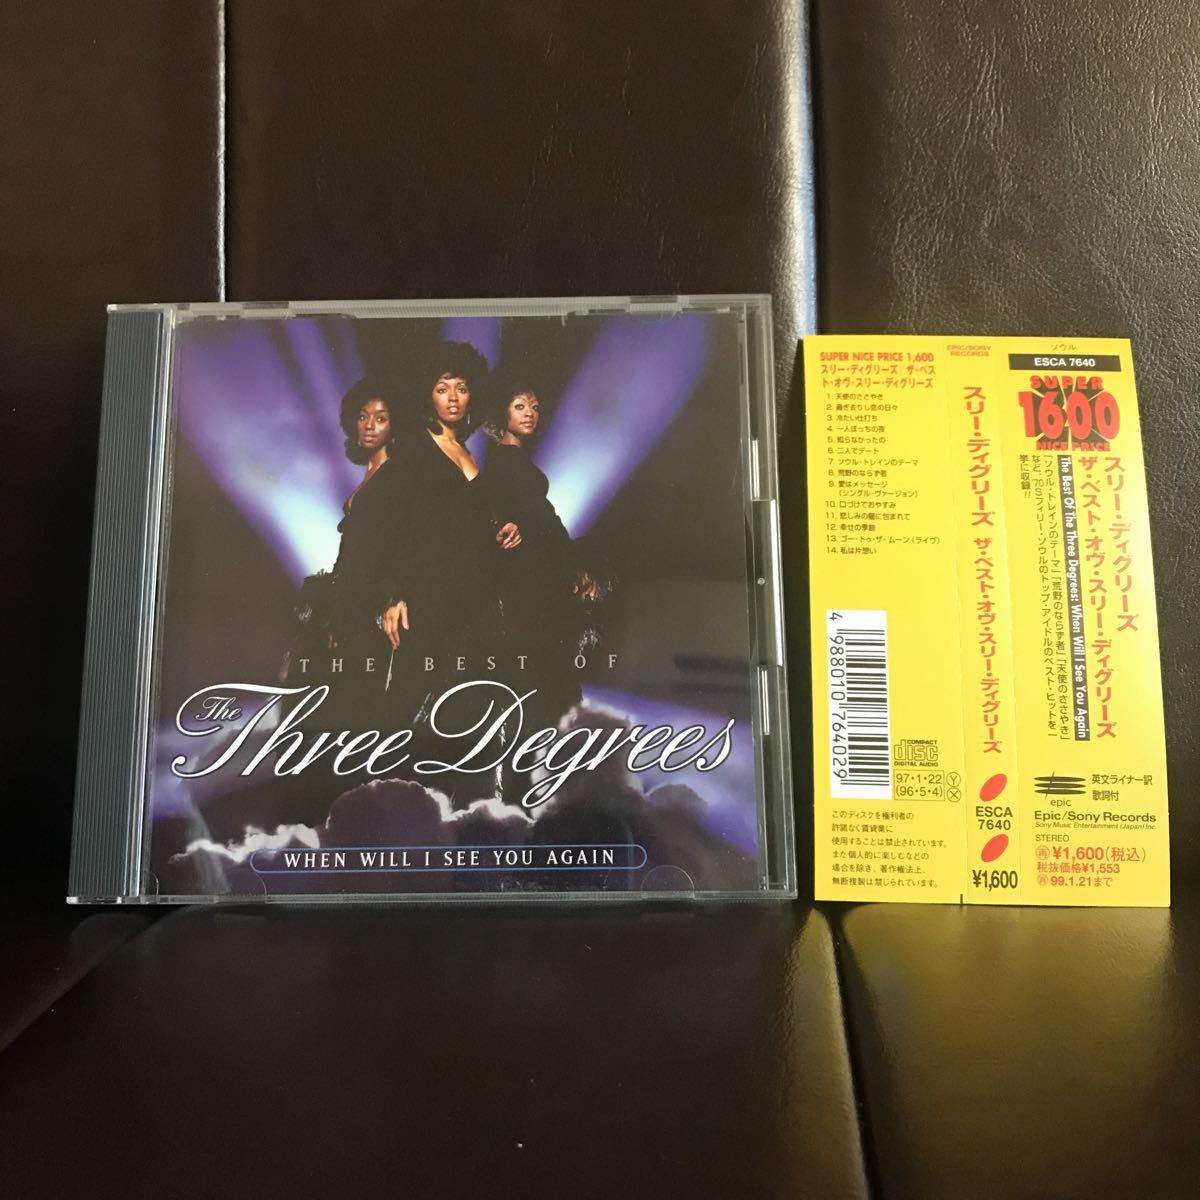 THE BEST OF
The Three Degrees
WHEN WILL I SEE YOU AGAIN
SUPER NICE PRICE 1,600
スリー・ディグリーズ/ザ・ベス
ト・オヴ・スリー・ディグリーズ
1. 天使のささやき
2. 過ぎ去りし恋の日々
3. 冷たい仕打ち
4. 一人ぼっちの夜
5. 知らなかったの
6. 二人でデート
7. ソウル・トレインのテーマ
8. 荒野のならず者
9. 愛はメッセージ
(シングル・ヴァージョン)
10. 口づけでおやすみ
11. 悲しみの闇に包まれて
12. 幸せの季節
13. ゴー・トゥ・ザ・ムーン(ライヴ)
14. 私は片想い
4 988010 764029
COMPACT
disc
DIGITAL AUDIO
97・1・22
(96・5・4)
Y
X
このディスクを権利者の
許諾なく賃貸業に
使用することは禁止されています。
また個人的に楽しむなどの
場合を除き、著作権法上、
無断複製は禁じられています。
EPIC/SONY
RECORDS
スリー・ディグリーズ ザ・ベスト・オヴ・スリー・ディグリーズ
ESCA
7640
¥1,600
ソウル
ESCA 7640
SUPER
1600
NICE PRICE
スリー・ディグリーズ
ザ・ベスト・オヴ・スリー・ディグリーズ
The Best Of The Three Degrees: When Will I See You Again
「ソウル・トレインのテーマ」「荒野のならず者」「天使のささやき」
など、'70Sフィリー・ソウルのトップ・アイドルのベスト・ヒットを一
挙に収録!!
epic
英文ライナー訳
歌詞付
Epic/Sony Records
Sony Music Entertainment (Japan) Inc.
STEREO
再 ¥1,600(税込)
税抜価格¥1,553
再 99.1.21まで